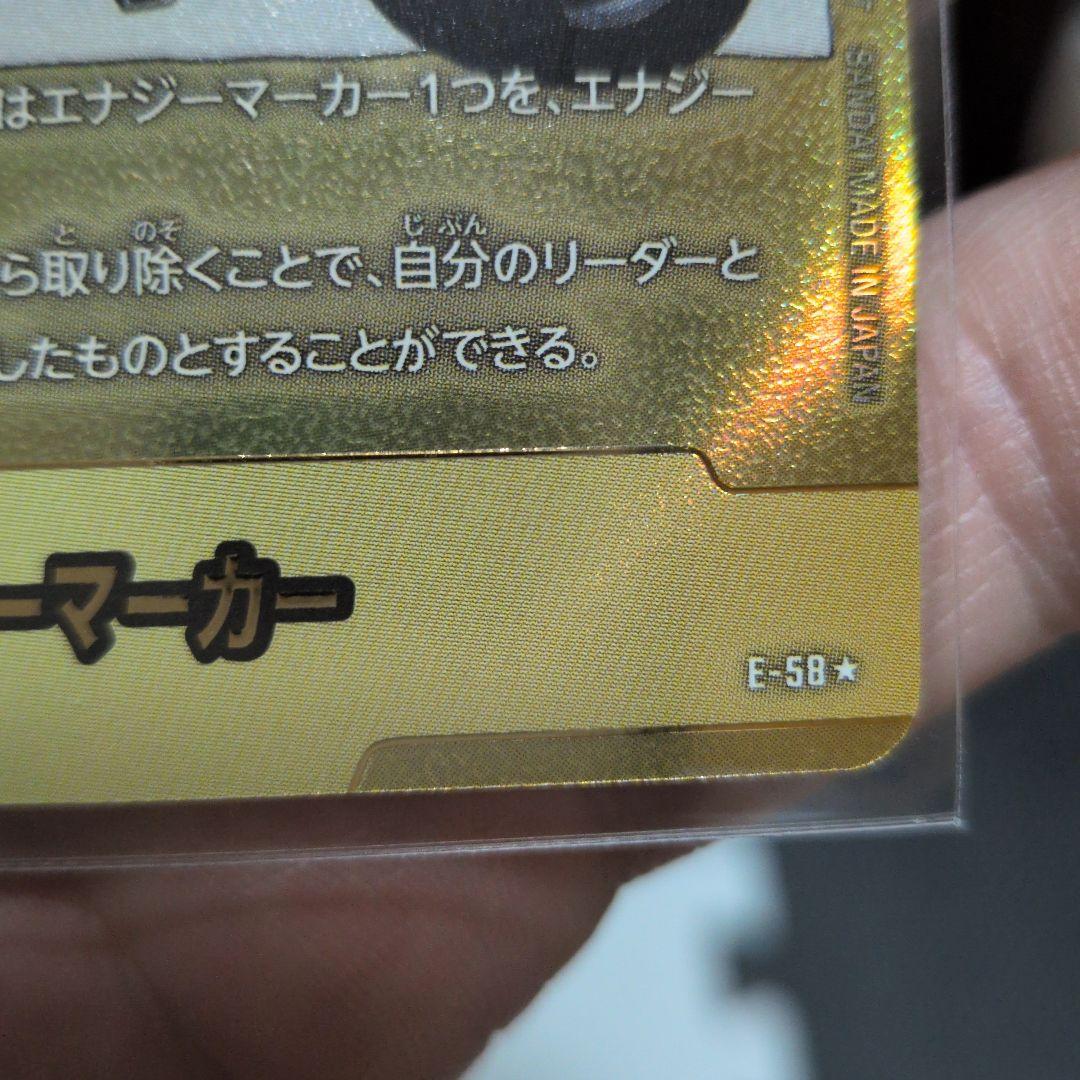 はエナジーマーカー1つを、エナジー
ら取り除くことで、自分のリーダーと
したものとすることができる。
BANDAI MADE IN JAPAN
ーマーカー
E-58★